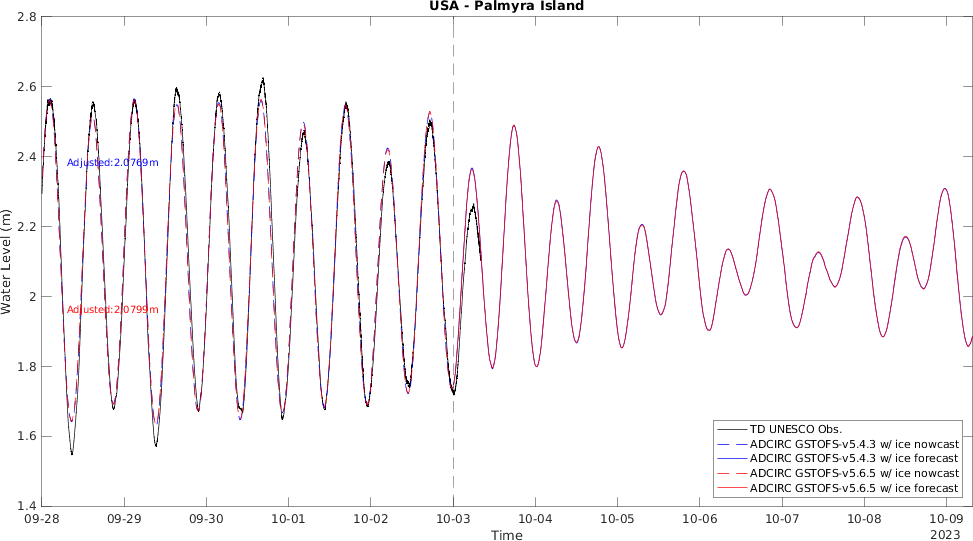 USA - Palmyra Island
2.8
2.6
2.4
2.2
2
1.8
1.6
1.4
Water Level (m)
Adjusted:2.0769m
Adjusted:2.0799m
TD UNESCO Obs.
ADCIRC GSTOFS-v5.4.3 w/ ice nowcast
ADCIRC GSTOFS-v5.4.3 w/ ice forecast
ADCIRC GSTOFS-v5.6.5 w/ ice nowcast
ADCIRC GSTOFS-v5.6.5 w/ ice forecast
09-28 09-29 09-30 10-01 10-02 10-03 10-04 10-05 10-06 10-07 10-08 10-09
2023
Time